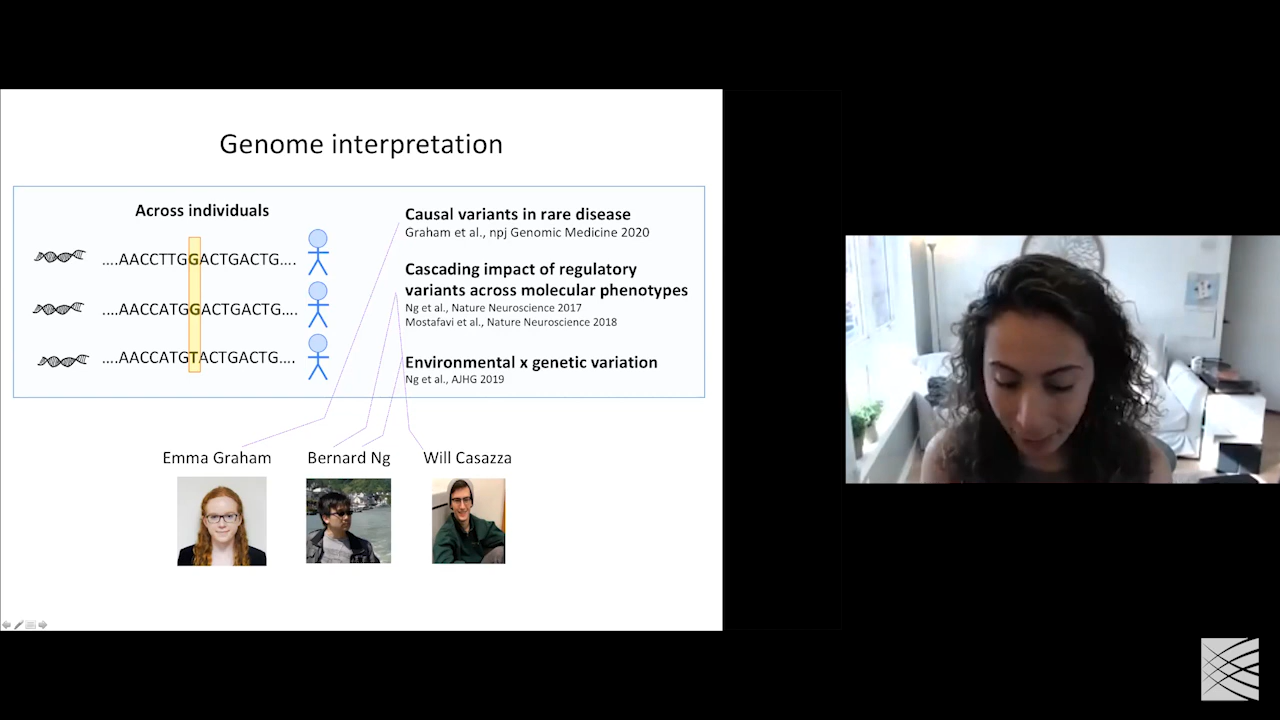 Genome interpretation
Across individuals
....AACCTTGGACTGACTG....
....AACCATGGACTGACTG....
....AACCATGTACTGACTG....
Causal variants in rare disease
Graham et al., npj Genomic Medicine 2020
Cascading impact of regulatory
variants across molecular phenotypes
Ng et al., Nature Neuroscience 2017
Mostafavi et al., Nature Neuroscience 2018
Environmental x genetic variation
Ng et al., AJHG 2019
Emma Graham
Bernard Ng
Will Casazza